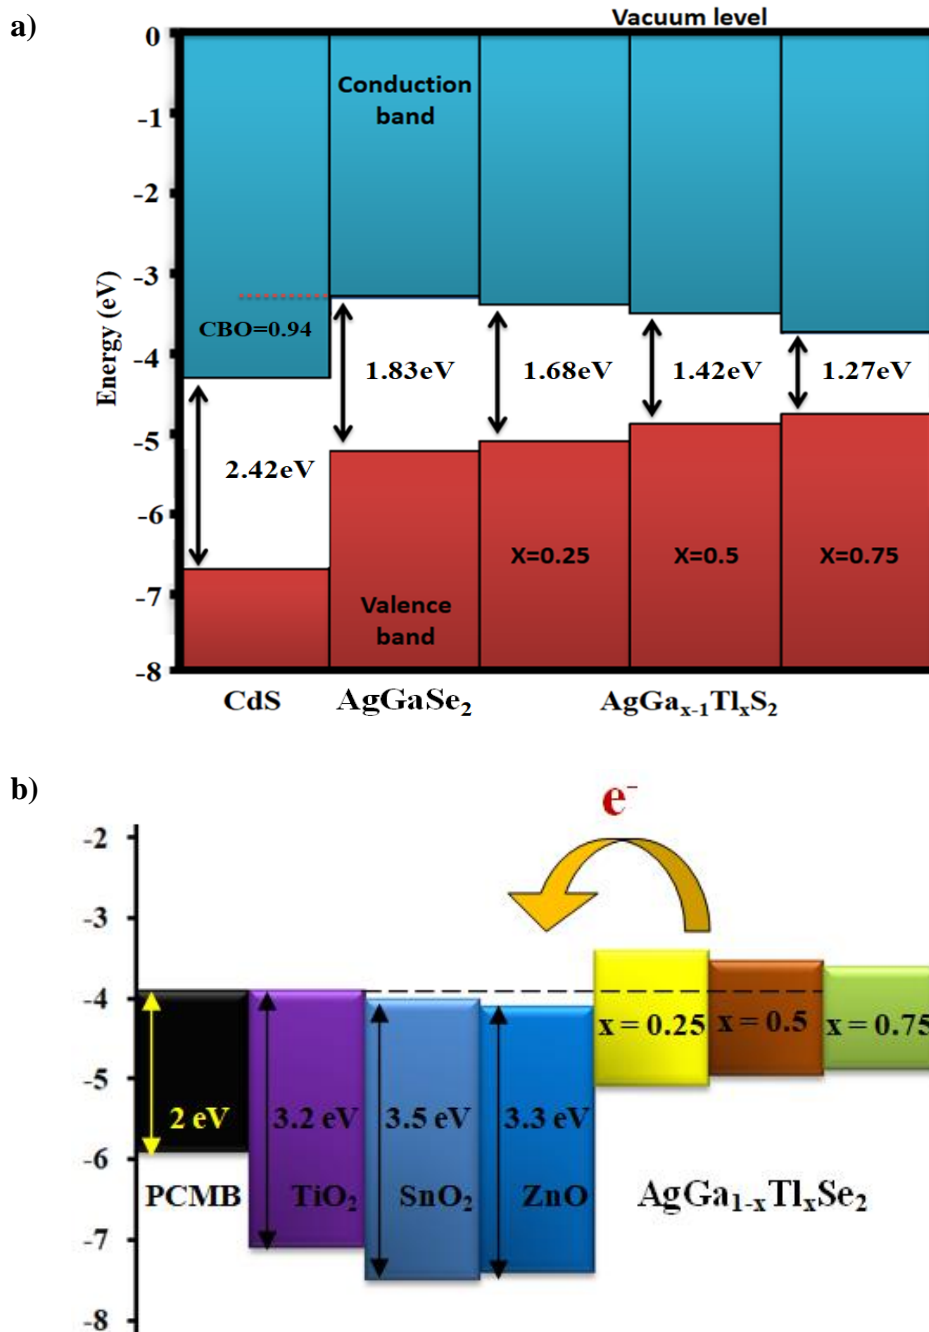 a)
Vacuum level
0
-1
-2
-3
-4
-5
-6
-7
-8
Energy (eV)
Conduction
band
CBO=0.94
1.83eV
1.68eV
1.42eV
1.27eV
2.42eV
X=0.25
X=0.5
X=0.75
Valence
band
CdS
AgGaSe₂
AgGaₓ₋₁TlₓS₂
b)
e⁻
-2
-3
-4
-5
-6
-7
-8
x = 0.25
x = 0.5
x = 0.75
2 eV
3.2 eV
3.5 eV
3.3 eV
PCMB
TiO₂
SnO₂
ZnO
AgGa₁₋ₓTlₓSe₂